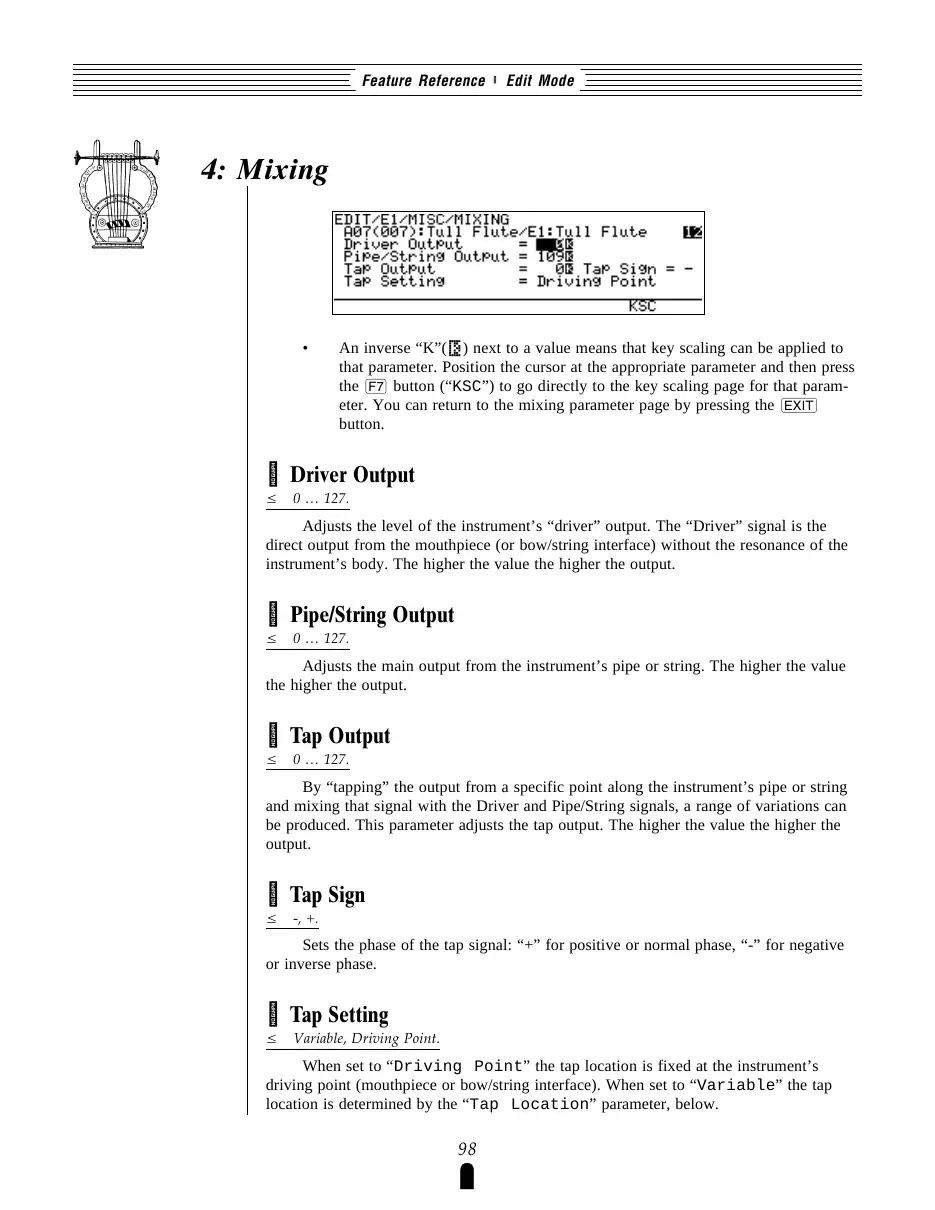 Feature Reference Edit Mode
4: Mixing
EDIT/E1/MISC/MIXING
A07(007):Tull Flute/E1:Tull Flute 12
Driver Output = 0K
Pipe/String Output = 109K
Tap Output = 0K Tap Sign = -
Tap Setting = Driving Point
KSC
• An inverse “K”(K) next to a value means that key scaling can be applied to
that parameter. Position the cursor at the appropriate parameter and then press
the F7 button (“KSC”) to go directly to the key scaling page for that param-
eter. You can return to the mixing parameter page by pressing the EXIT
button.
Driver Output
≤ 0 … 127.
Adjusts the level of the instrument’s “driver” output. The “Driver” signal is the
direct output from the mouthpiece (or bow/string interface) without the resonance of the
instrument’s body. The higher the value the higher the output.
Pipe/String Output
≤ 0 … 127.
Adjusts the main output from the instrument’s pipe or string. The higher the value
the higher the output.
Tap Output
≤ 0 … 127.
By “tapping” the output from a specific point along the instrument’s pipe or string
and mixing that signal with the Driver and Pipe/String signals, a range of variations can
be produced. This parameter adjusts the tap output. The higher the value the higher the
output.
Tap Sign
≤ -, +.
Sets the phase of the tap signal: “+” for positive or normal phase, “-” for negative
or inverse phase.
Tap Setting
≤ Variable, Driving Point.
When set to “Driving Point” the tap location is fixed at the instrument’s
driving point (mouthpiece or bow/string interface). When set to “Variable” the tap
location is determined by the “Tap Location” parameter, below.
98